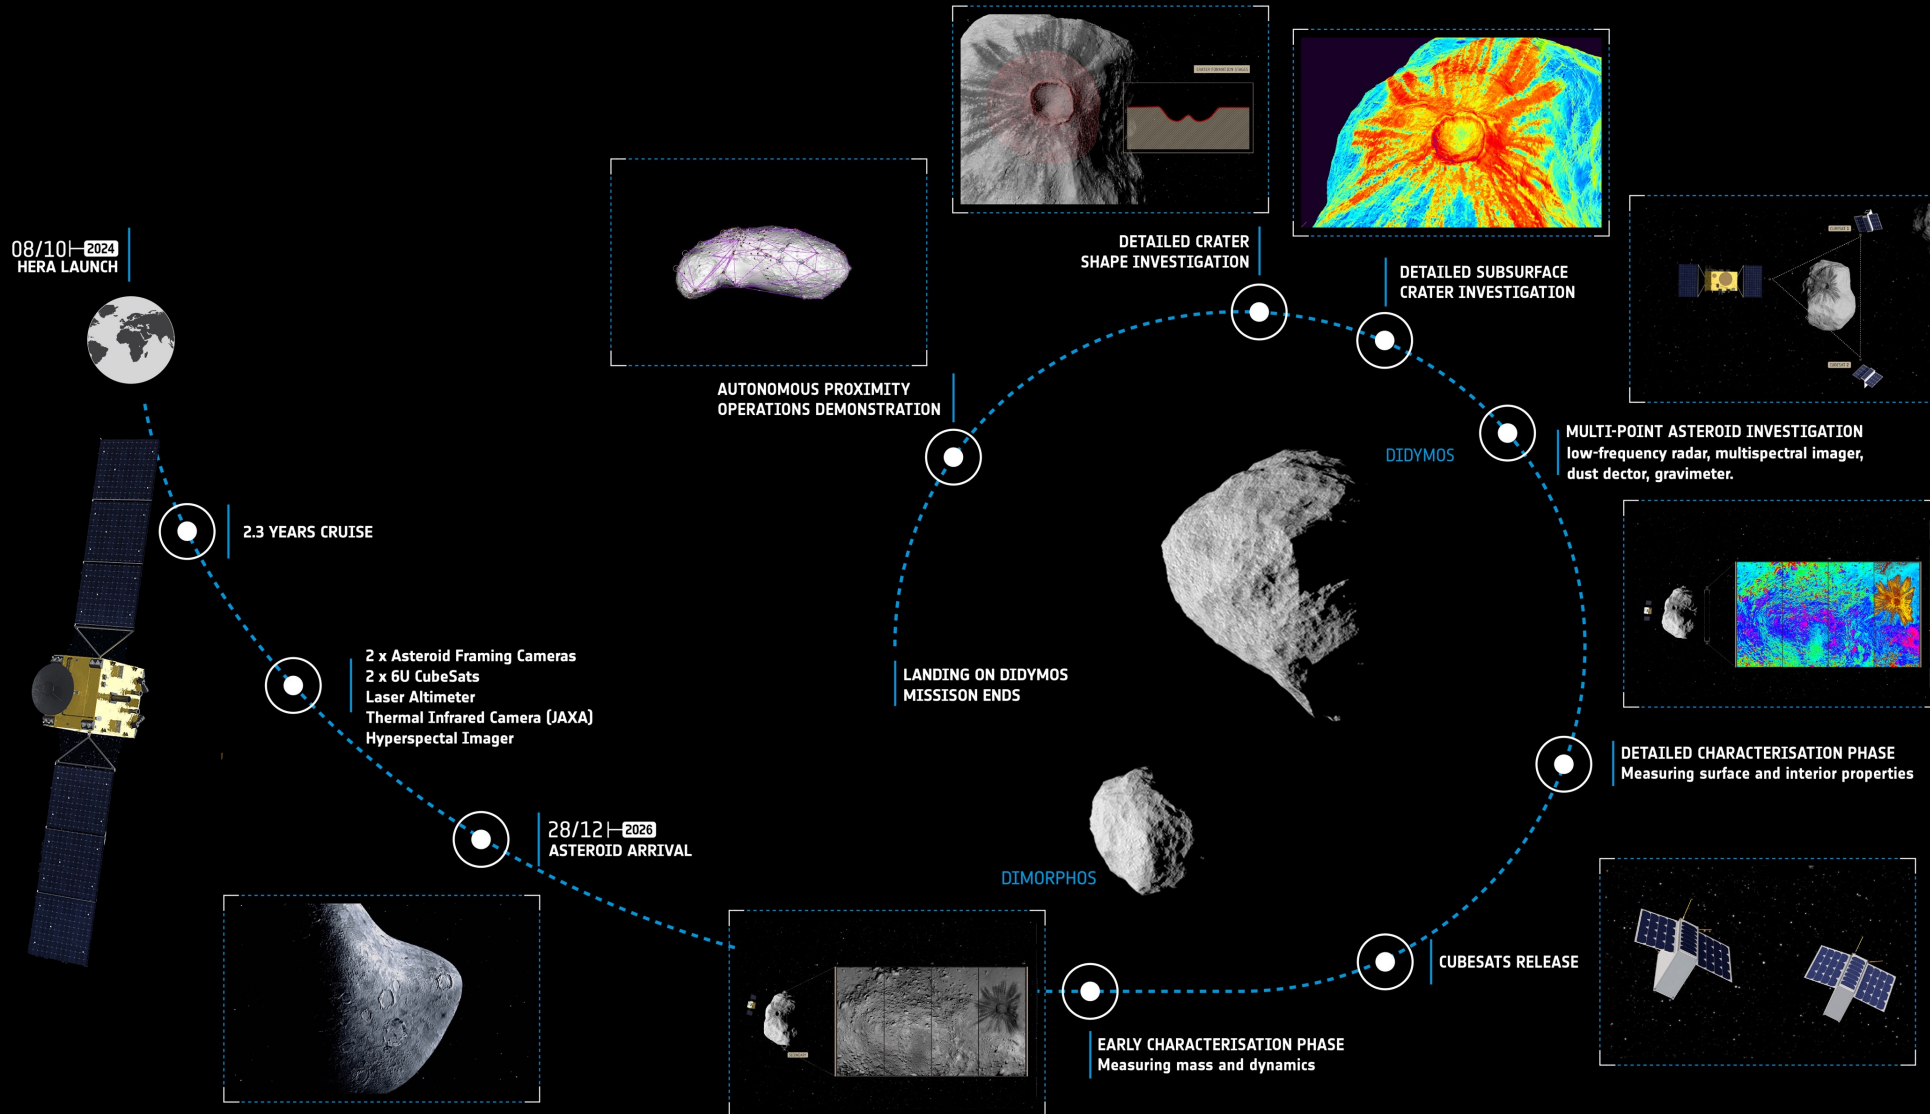 08/10 2024
HERA LAUNCH
2.3 YEARS CRUISE
2 x Asteroid Framing Cameras
2 x 6U CubeSats
Laser Altimeter
Thermal Infrared Camera (JAXA)
Hyperspectal Imager
28/12 2026
ASTEROID ARRIVAL
EARLY CHARACTERISATION PHASE
Measuring mass and dynamics
CUBESATS RELEASE
DETAILED CHARACTERISATION PHASE
Measuring surface and interior properties
MULTI-POINT ASTEROID INVESTIGATION
low-frequency radar, multispectral imager,
dust dector, gravimeter.
DETAILED SUBSURFACE
CRATER INVESTIGATION
DETAILED CRATER
SHAPE INVESTIGATION
AUTONOMOUS PROXIMITY
OPERATIONS DEMONSTRATION
LANDING ON DIDYMOS
MISSISON ENDS
DIDYMOS
DIMORPHOS